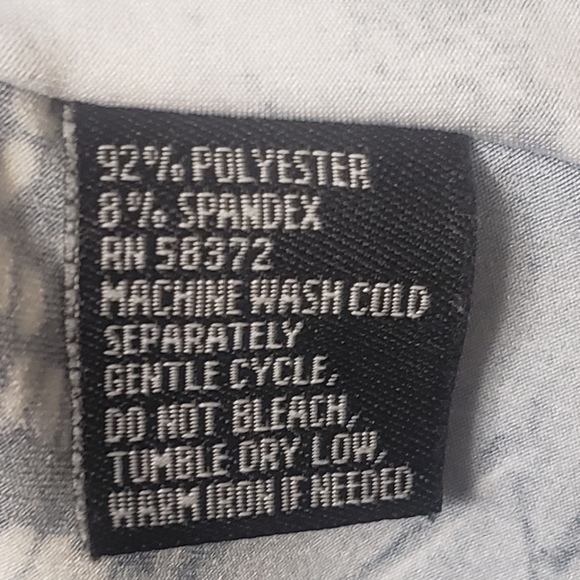 92% POLYESTER
8% SPANDEX
RN 58372
MACHINE WASH COLD
SEPARATELY
GENTLE CYCLE,
DO NOT BLEACH,
TUMBLE DRY LOW,
WARM IRON IF NEEDED